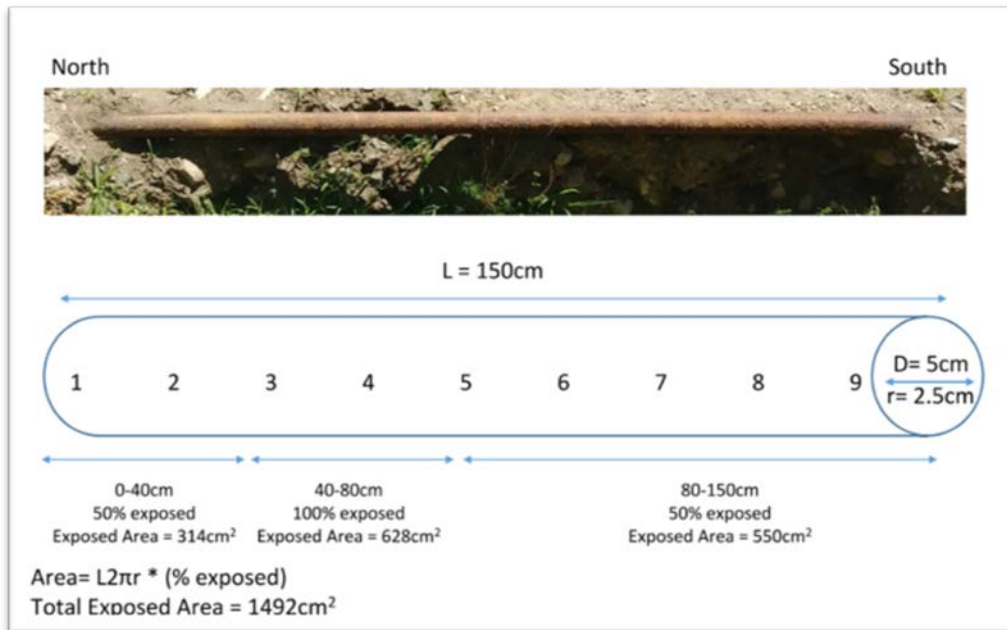 North South
L = 150cm
1 2 3 4 5 6 7 8 9
D= 5cm
r= 2.5cm
0-40cm
50% exposed
Exposed Area = 314cm²
40-80cm
100% exposed
Exposed Area = 628cm²
80-150cm
50% exposed
Exposed Area = 550cm²
Area= L2πr * (% exposed)
Total Exposed Area = 1492cm²